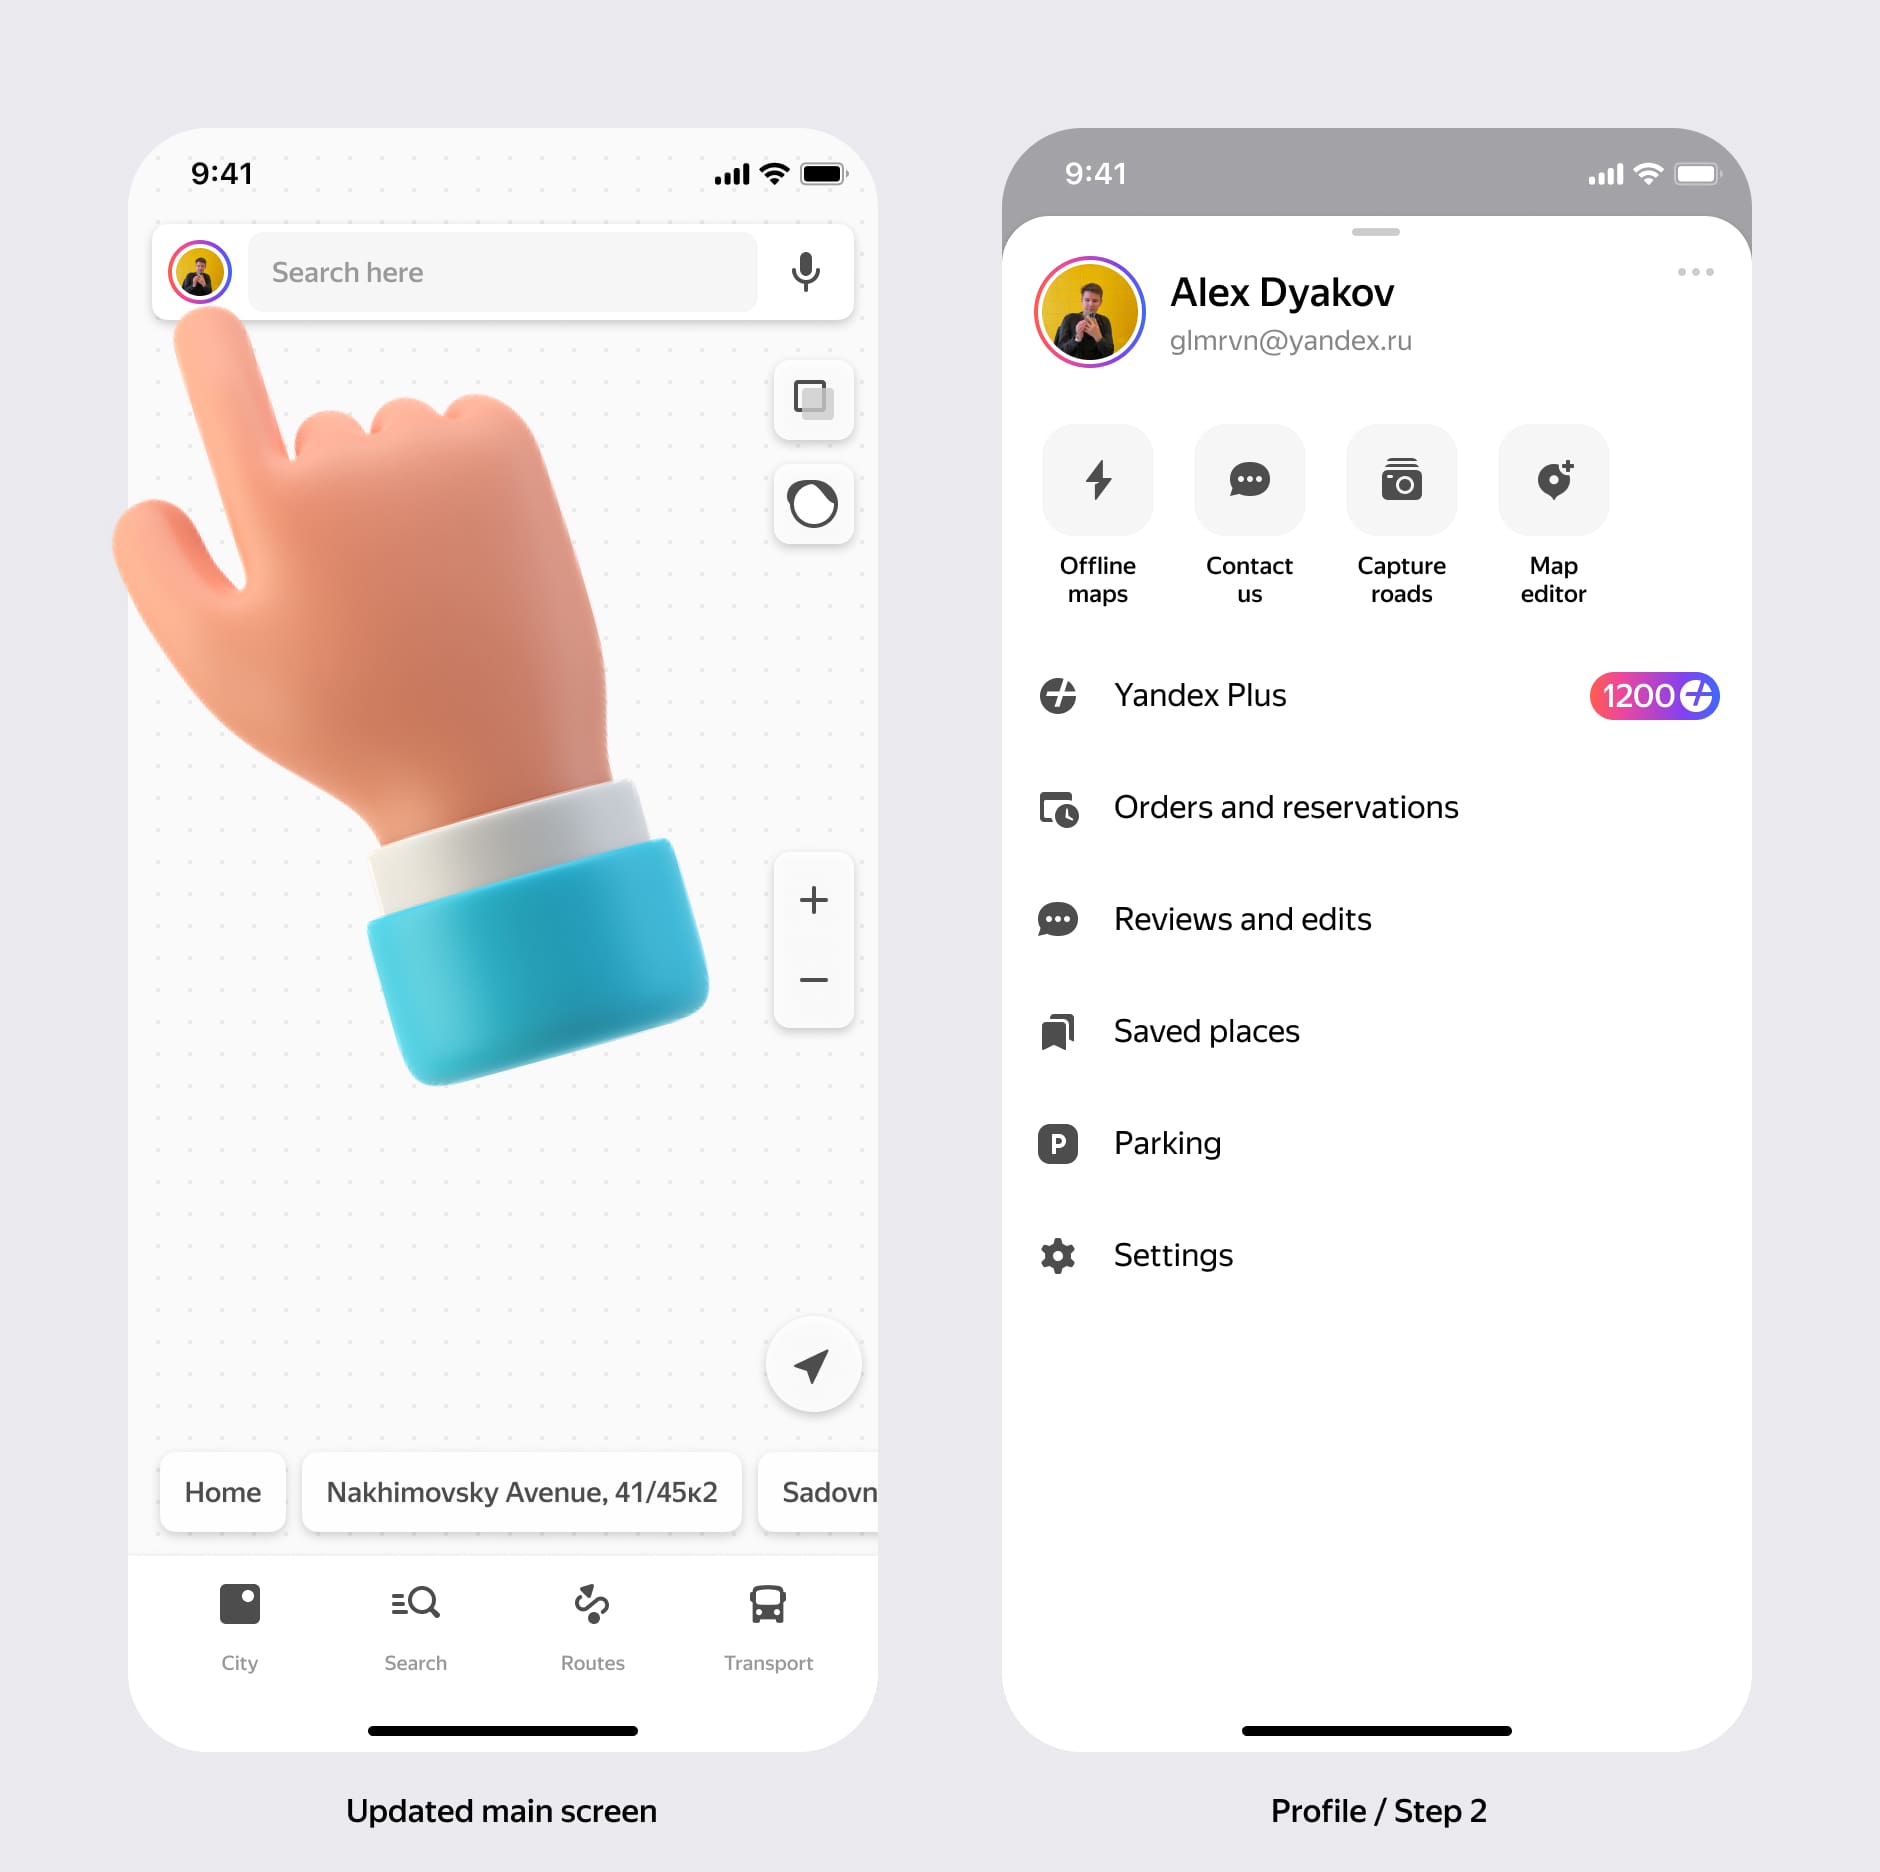 9:41
Search here
Home
Nakhimovsky Avenue, 41/45к2
Sadovn
City
Search
Routes
Transport
Updated main screen
9:41
Alex Dyakov
glmrvn@yandex.ru
Offline
maps
Contact
us
Capture
roads
Map
editor
Yandex Plus
1200
Orders and reservations
Reviews and edits
Saved places
P
Parking
Settings
Profile / Step 2